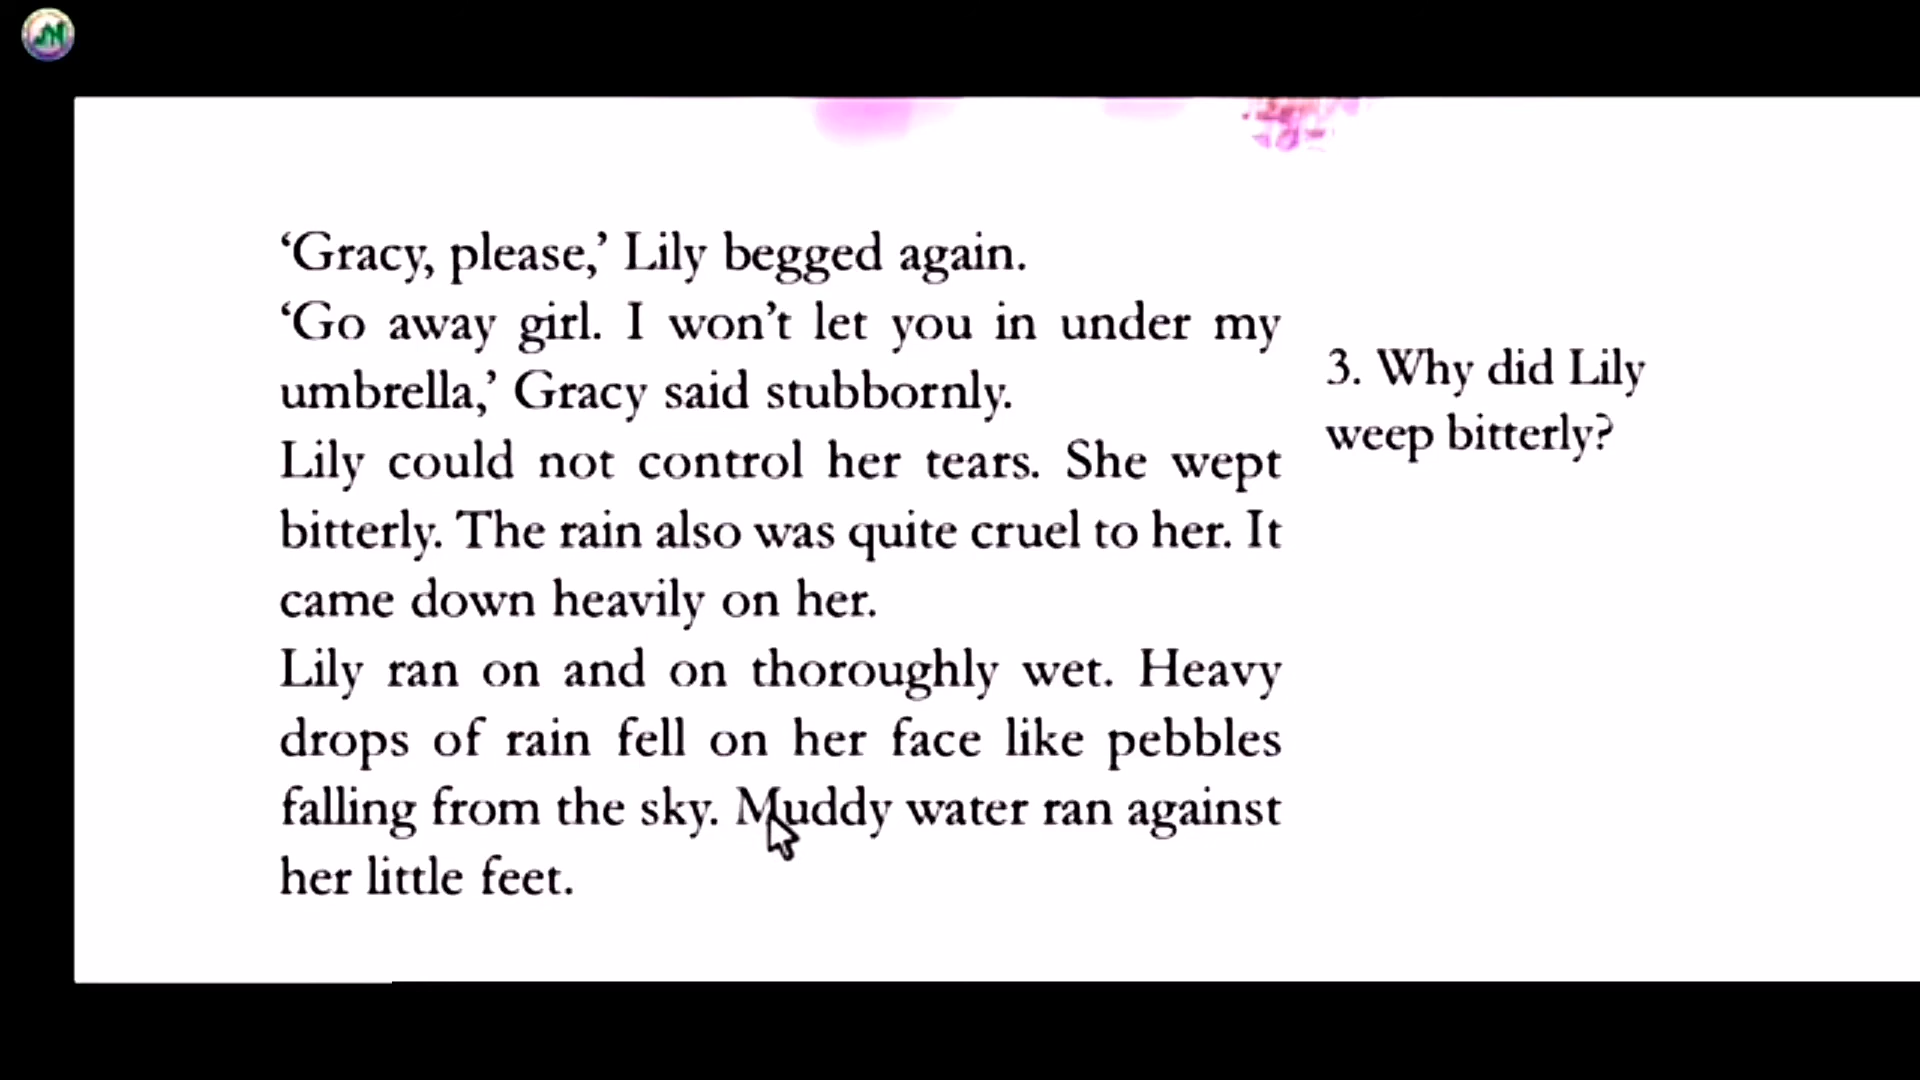 ‘Gracy, please,’ Lily begged again.
‘Go away girl. I won’t let you in under my
umbrella,’ Gracy said stubbornly.
Lily could not control her tears. She wept
bitterly. The rain also was quite cruel to her. It
came down heavily on her.
Lily ran on and on thoroughly wet. Heavy
drops of rain fell on her face like pebbles
falling from the sky. Muddy water ran against
her little feet.
3. Why did Lily
weep bitterly?